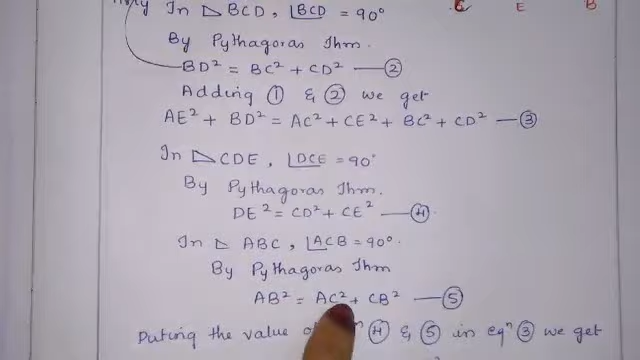 In ⊿BCD, ∠BCD = 90°
C E B
By Pythagoras Thm.
BD² = BC² + CD² — ②
Adding ① & ② we get
AE² + BD² = AC² + CE² + BC² + CD² — ③
In ⊿CDE, ∠DCE = 90°
By Pythagoras Thm.
DE² = CD² + CE² — ④
In ⊿ ABC, ∠ACB = 90°.
By Pythagoras Thm
AB² = AC² + CB² — ⑤
Puting the value ④ & ⑤ in eqⁿ ③ we get